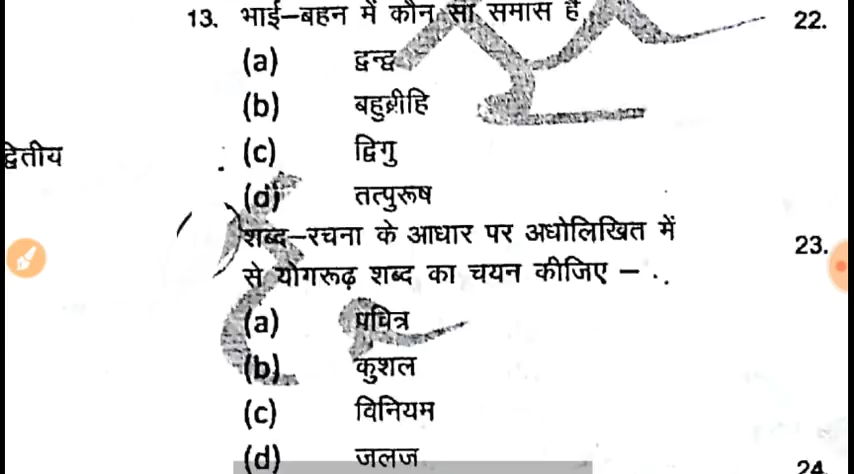 13. भाई–बहन में कौन सा समास है,
22.
(a) द्वन्द्व
(b) बहुब्रीहि
द्वितीय
(c) द्विगु
(d) तत्पुरूष
शब्द–रचना के आधार पर अधोलिखित में
23.
से योगरूढ़ शब्द का चयन कीजिए – ..
(a) पवित्र
(b) कुशल
(c) विनियम
(d) जलज
24